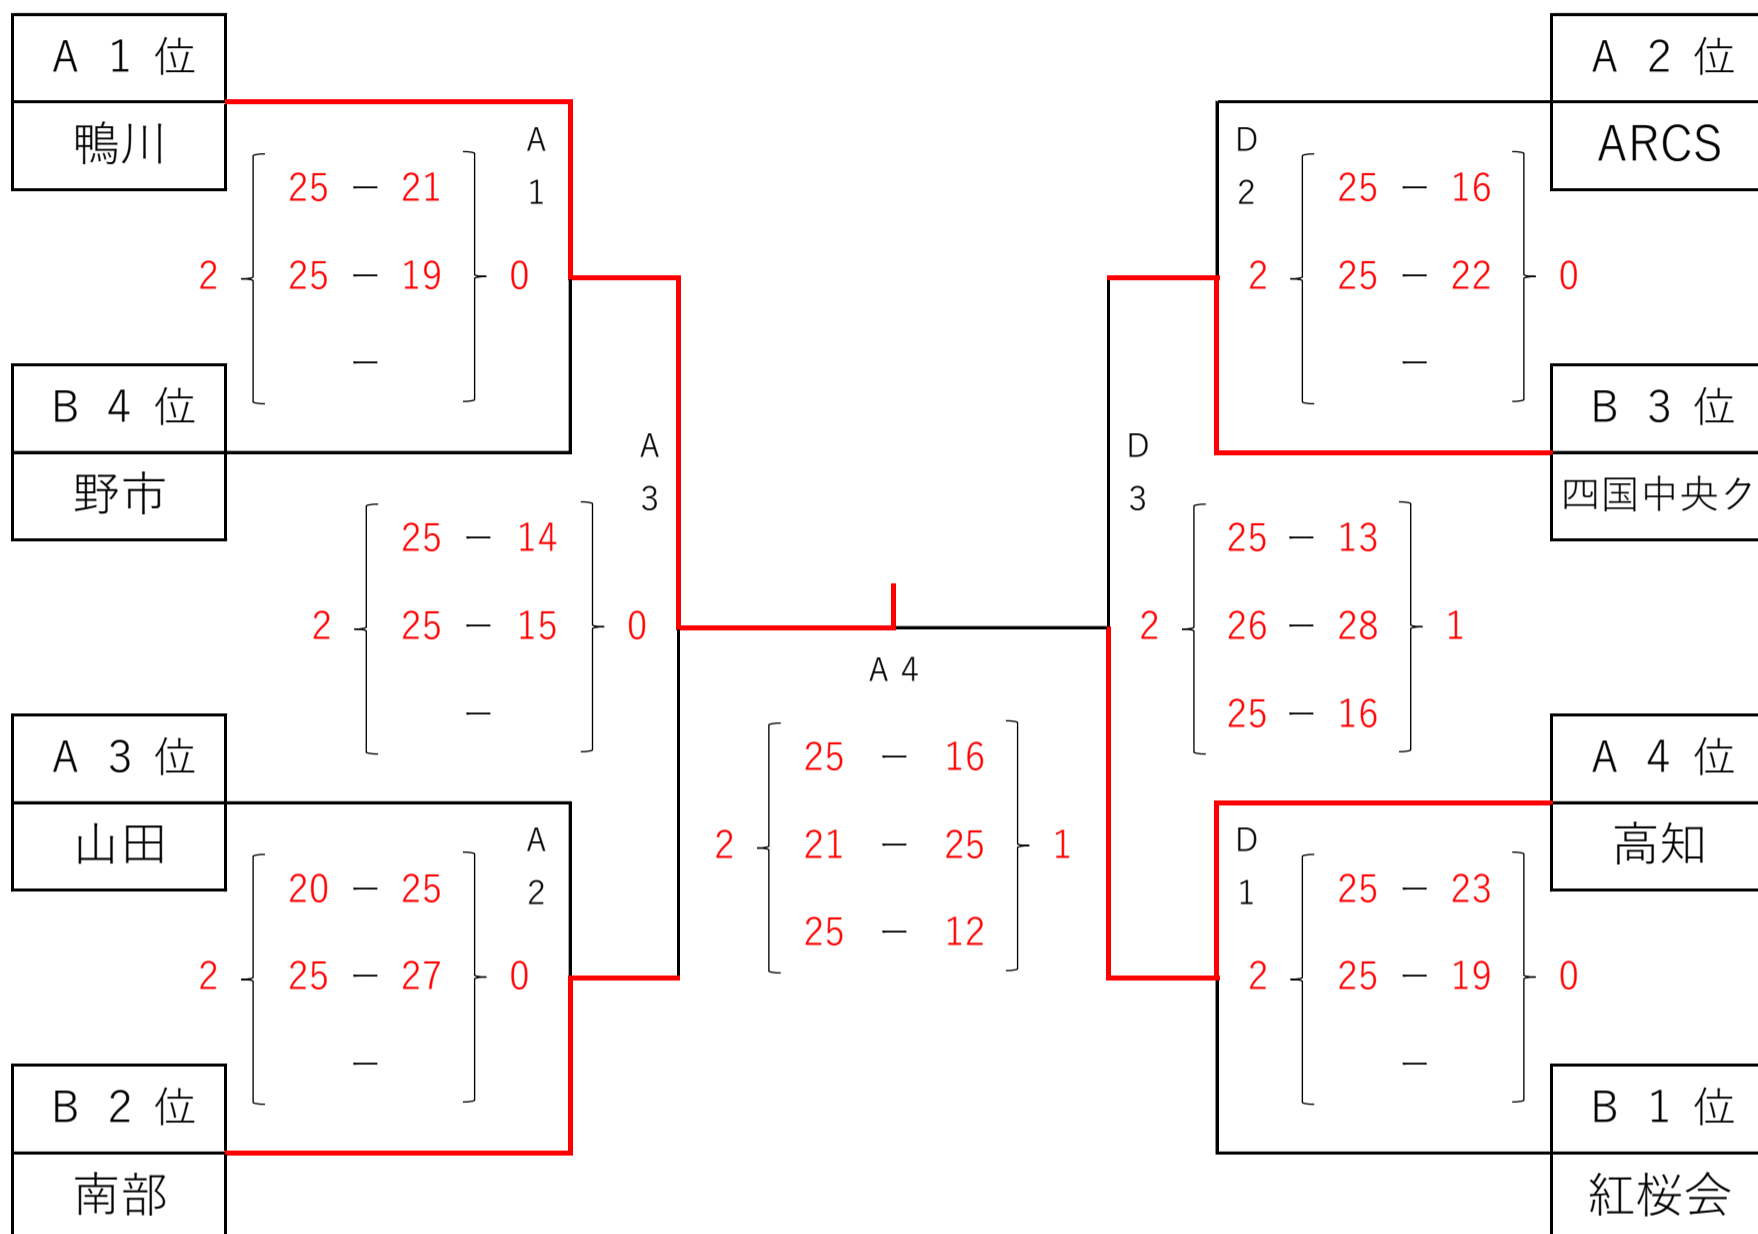 A 1 位
鴨川
A
1
25 — 21
2 25 — 19 0
—
B 4 位
野市
A
3
25 — 14
2 25 — 15 0
—
A 3 位
山田
A
2
20 — 25
2 25 — 27 0
—
B 2 位
南部
A 4
25 — 16
2 21 — 25 1
25 — 12
A 2 位
ARCS
D
2
25 — 16
2 25 — 22 0
—
B 3 位
四国中央ク
D
3
25 — 13
2 26 — 28 1
25 — 16
A 4 位
高知
D
1
25 — 23
2 25 — 19 0
—
B 1 位
紅桜会